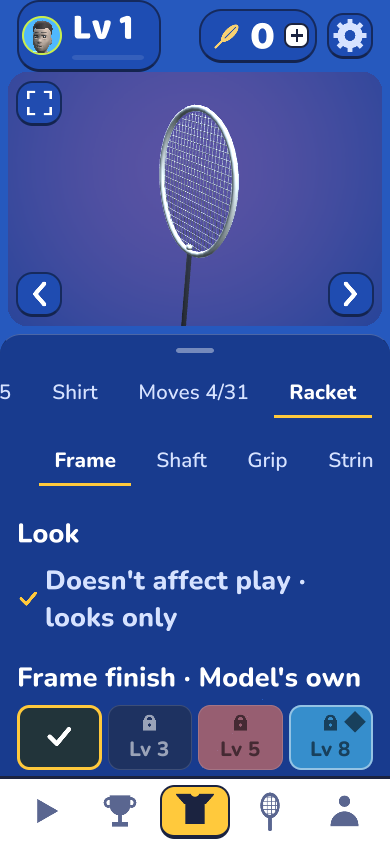 Lv 1
0
5 Shirt Moves 4/31 Racket
Frame Shaft Grip Strin
Look
Doesn't affect play ·
looks only
Frame finish · Model's own
Lv 3 Lv 5 Lv 8